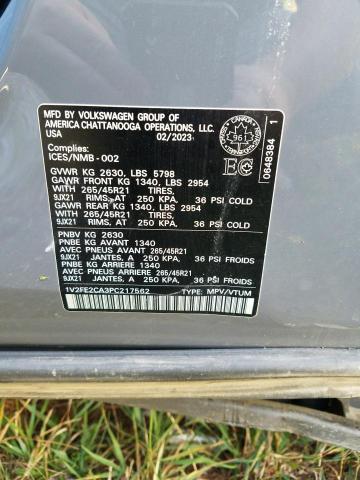 MFD BY VOLKSWAGEN GROUP OF
AMERICA CHATTANOOGA OPERATIONS, LLC.
USA 02/2023
Complies:
ICES/NMB-002
CANADA
96
EC
0648384 1
GVWR KG 2630, LBS 5798
GAWR FRONT KG 1340, LBS 2954
WITH 265/45R21 TIRES,
9JX21 RIMS, AT 250 KPA, 36 PSI COLD
GAWR REAR KG 1340, LBS 2954
WITH 265/45R21 TIRES,
9JX21 RIMS, AT 250 KPA, 36 PSI COLD
PNBV KG 2630
PNBE KG AVANT 1340
AVEC PNEUS AVANT 265/45R21
9JX21 JANTES, A 250 KPA, 36 PSI FROIDS
PNBE KG ARRIERE 1340
AVEC PNEUS ARRIERE 265/45R21
9JX21 JANTES, A 250 KPA, 36 PSI FROIDS
1V2FE2CA3PC217562 TYPE: MPV/VTUM